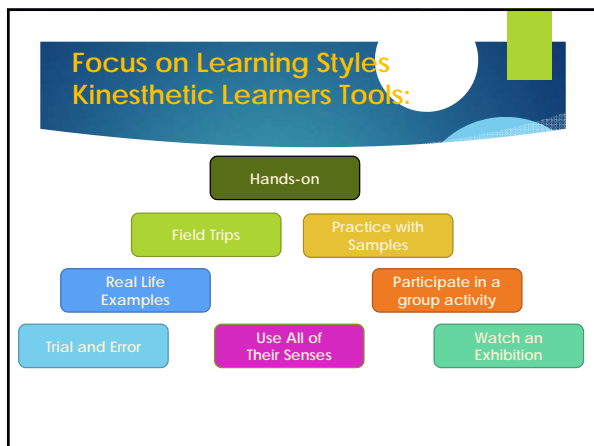 Focus on Learning Styles
Kinesthetic Learners Tools:
Hands-on
Field Trips
Practice with
Samples
Real Life
Examples
Participate in a
group activity
Trial and Error
Use All of
Their Senses
Watch an
Exhibition